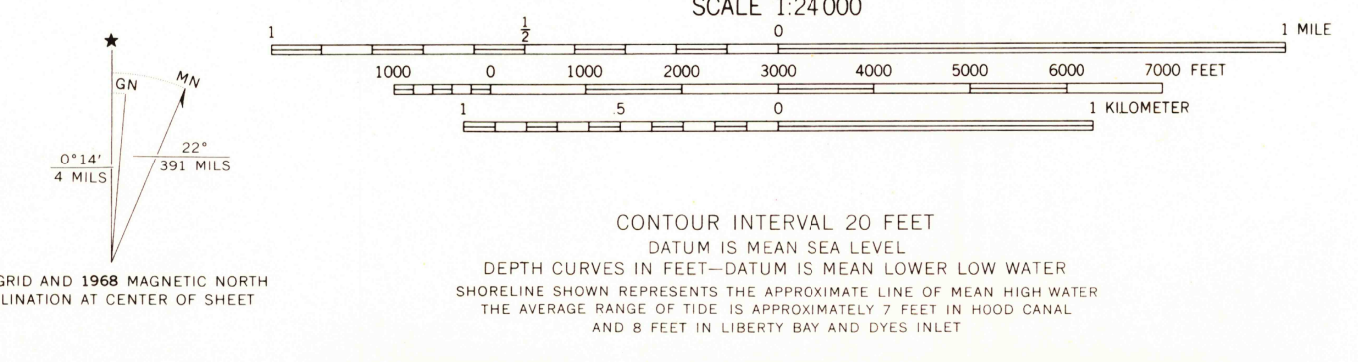 SCALE 1:24 000
1 ½ 0 1 MILE
1000 0 1000 2000 3000 4000 5000 6000 7000 FEET
1 .5 0 1 KILOMETER
GN MN
0°14'
4 MILS
22°
391 MILS
GRID AND 1968 MAGNETIC NORTH
LINATION AT CENTER OF SHEET
CONTOUR INTERVAL 20 FEET
DATUM IS MEAN SEA LEVEL
DEPTH CURVES IN FEET—DATUM IS MEAN LOWER LOW WATER
SHORELINE SHOWN REPRESENTS THE APPROXIMATE LINE OF MEAN HIGH WATER
THE AVERAGE RANGE OF TIDE IS APPROXIMATELY 7 FEET IN HOOD CANAL
AND 8 FEET IN LIBERTY BAY AND DYES INLET